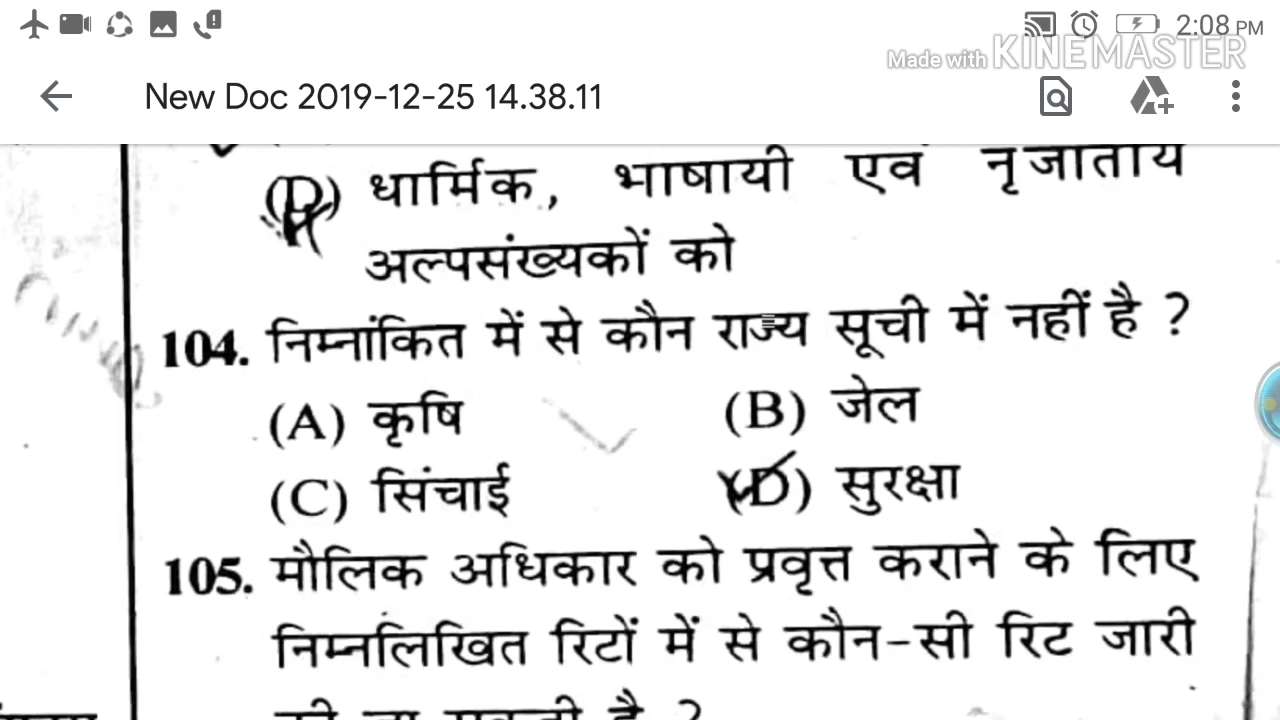 2:08 PM
Made with KINEMASTER
New Doc 2019-12-25 14.38.11
(D) धार्मिक, भाषायी एवं नृजातीय
अल्पसंख्यकों को
104. निम्नांकित में से कौन राज्य सूची में नहीं है ?
(A) कृषि (B) जेल
(C) सिंचाई (D) सुरक्षा
105. मौलिक अधिकार को प्रवृत्त कराने के लिए
निम्नलिखित रिटों में से कौन-सी रिट जारी
है ?